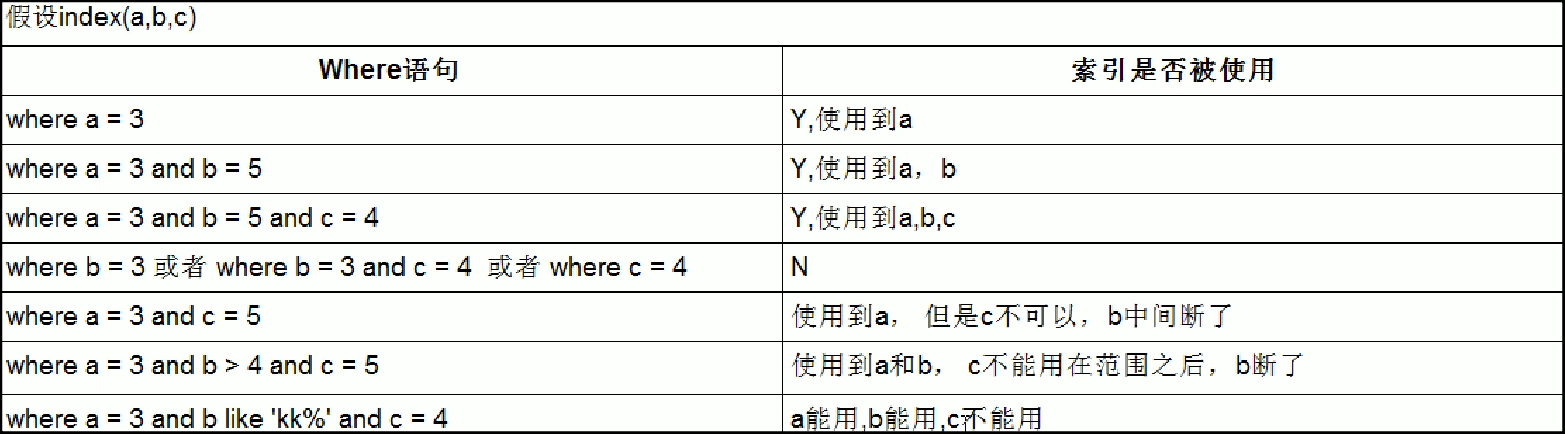 假设index(a,b,c)
Where语句 索引是否被使用
where a = 3 Y,使用到a
where a = 3 and b = 5 Y,使用到a，b
where a = 3 and b = 5 and c = 4 Y,使用到a,b,c
where b = 3 或者 where b = 3 and c = 4 或者 where c = 4 N
where a = 3 and c = 5 使用到a， 但是c不可以，b中间断了
where a = 3 and b > 4 and c = 5 使用到a和b， c不能用在范围之后，b断了
where a = 3 and b like 'kk%' and c = 4 a能用,b能用,c不能用